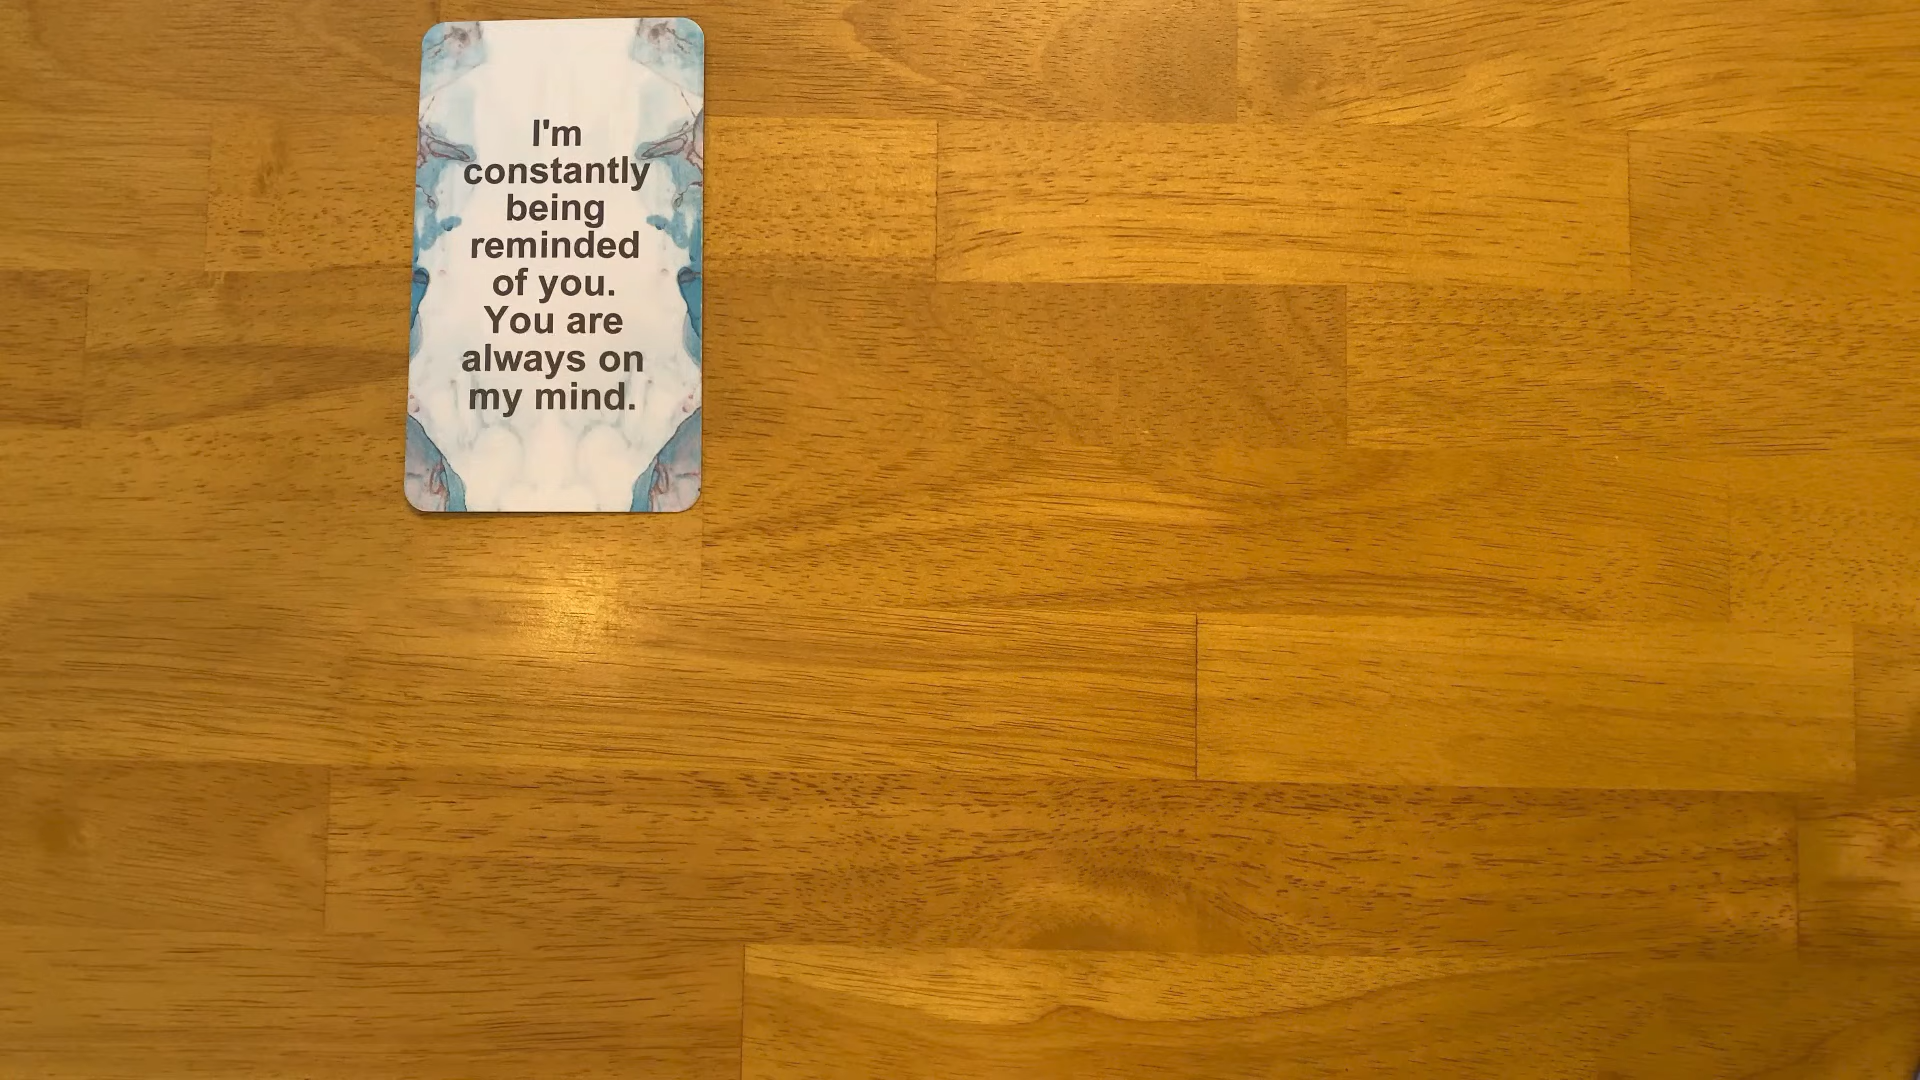 I'm
constantly
being
reminded
of you.
You are
always on
my mind.